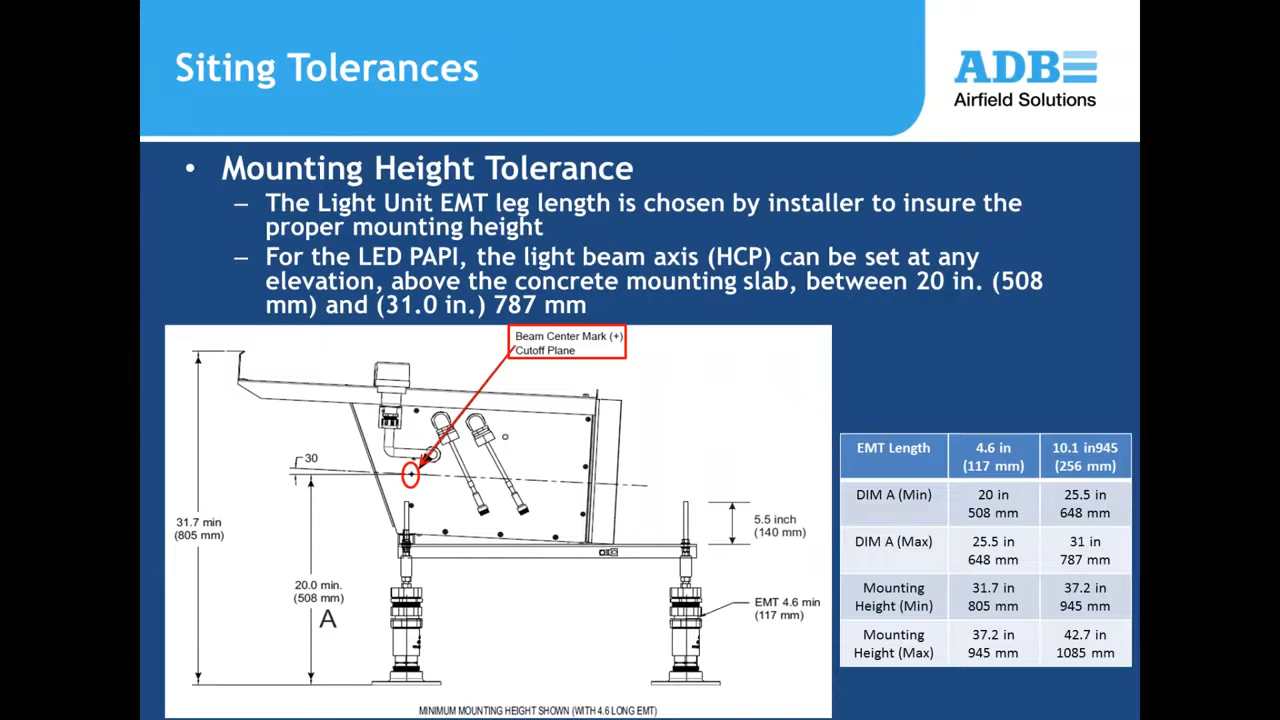 Siting Tolerances
ADB
Airfield Solutions
• Mounting Height Tolerance
– The Light Unit EMT leg length is chosen by installer to insure the
proper mounting height
– For the LED PAPI, the light beam axis (HCP) can be set at any
elevation, above the concrete mounting slab, between 20 in. (508
mm) and (31.0 in.) 787 mm
Beam Center Mark (+)
Cutoff Plane
30
31.7 min
(805 mm)
20.0 min.
(508 mm)
A
5.5 inch
(140 mm)
EMT 4.6 min
(117 mm)
MINIMUM MOUNTING HEIGHT SHOWN (WITH 4.6 LONG EMT)
EMT Length 4.6 in 10.1 in945
(117 mm) (256 mm)
DIM A (Min) 20 in 25.5 in
508 mm 648 mm
DIM A (Max) 25.5 in 31 in
648 mm 787 mm
Mounting 31.7 in 37.2 in
Height (Min) 805 mm 945 mm
Mounting 37.2 in 42.7 in
Height (Max) 945 mm 1085 mm